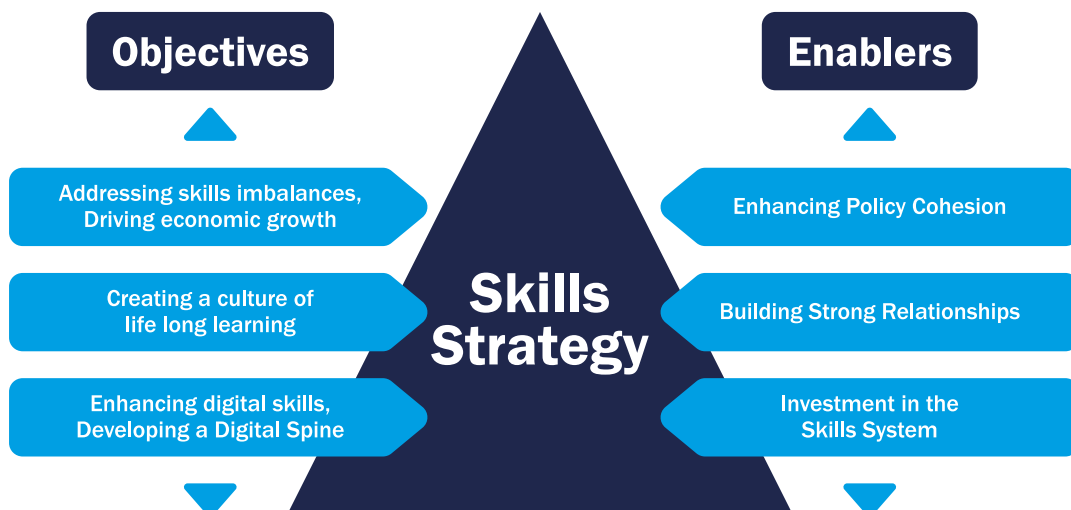 Objectives
Enablers
Addressing skills imbalances,
Driving economic growth
Enhancing Policy Cohesion
Skills
Strategy
Creating a culture of
life long learning
Building Strong Relationships
Enhancing digital skills,
Developing a Digital Spine
Investment in the
Skills System